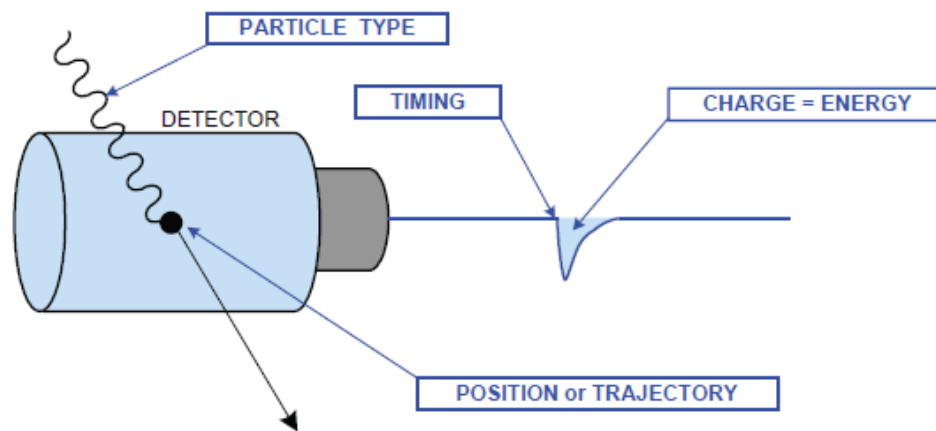 PARTICLE TYPE
TIMING
CHARGE = ENERGY
DETECTOR
POSITION or TRAJECTORY